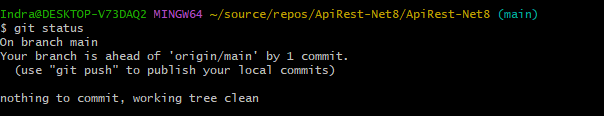 Indra@DESKTOP-V73DAQ2 MINGW64 ~/source/repos/ApiRest-Net8/ApiRest-Net8 (main)
$ git status
On branch main
Your branch is ahead of 'origin/main' by 1 commit.
  (use "git push" to publish your local commits)

nothing to commit, working tree clean